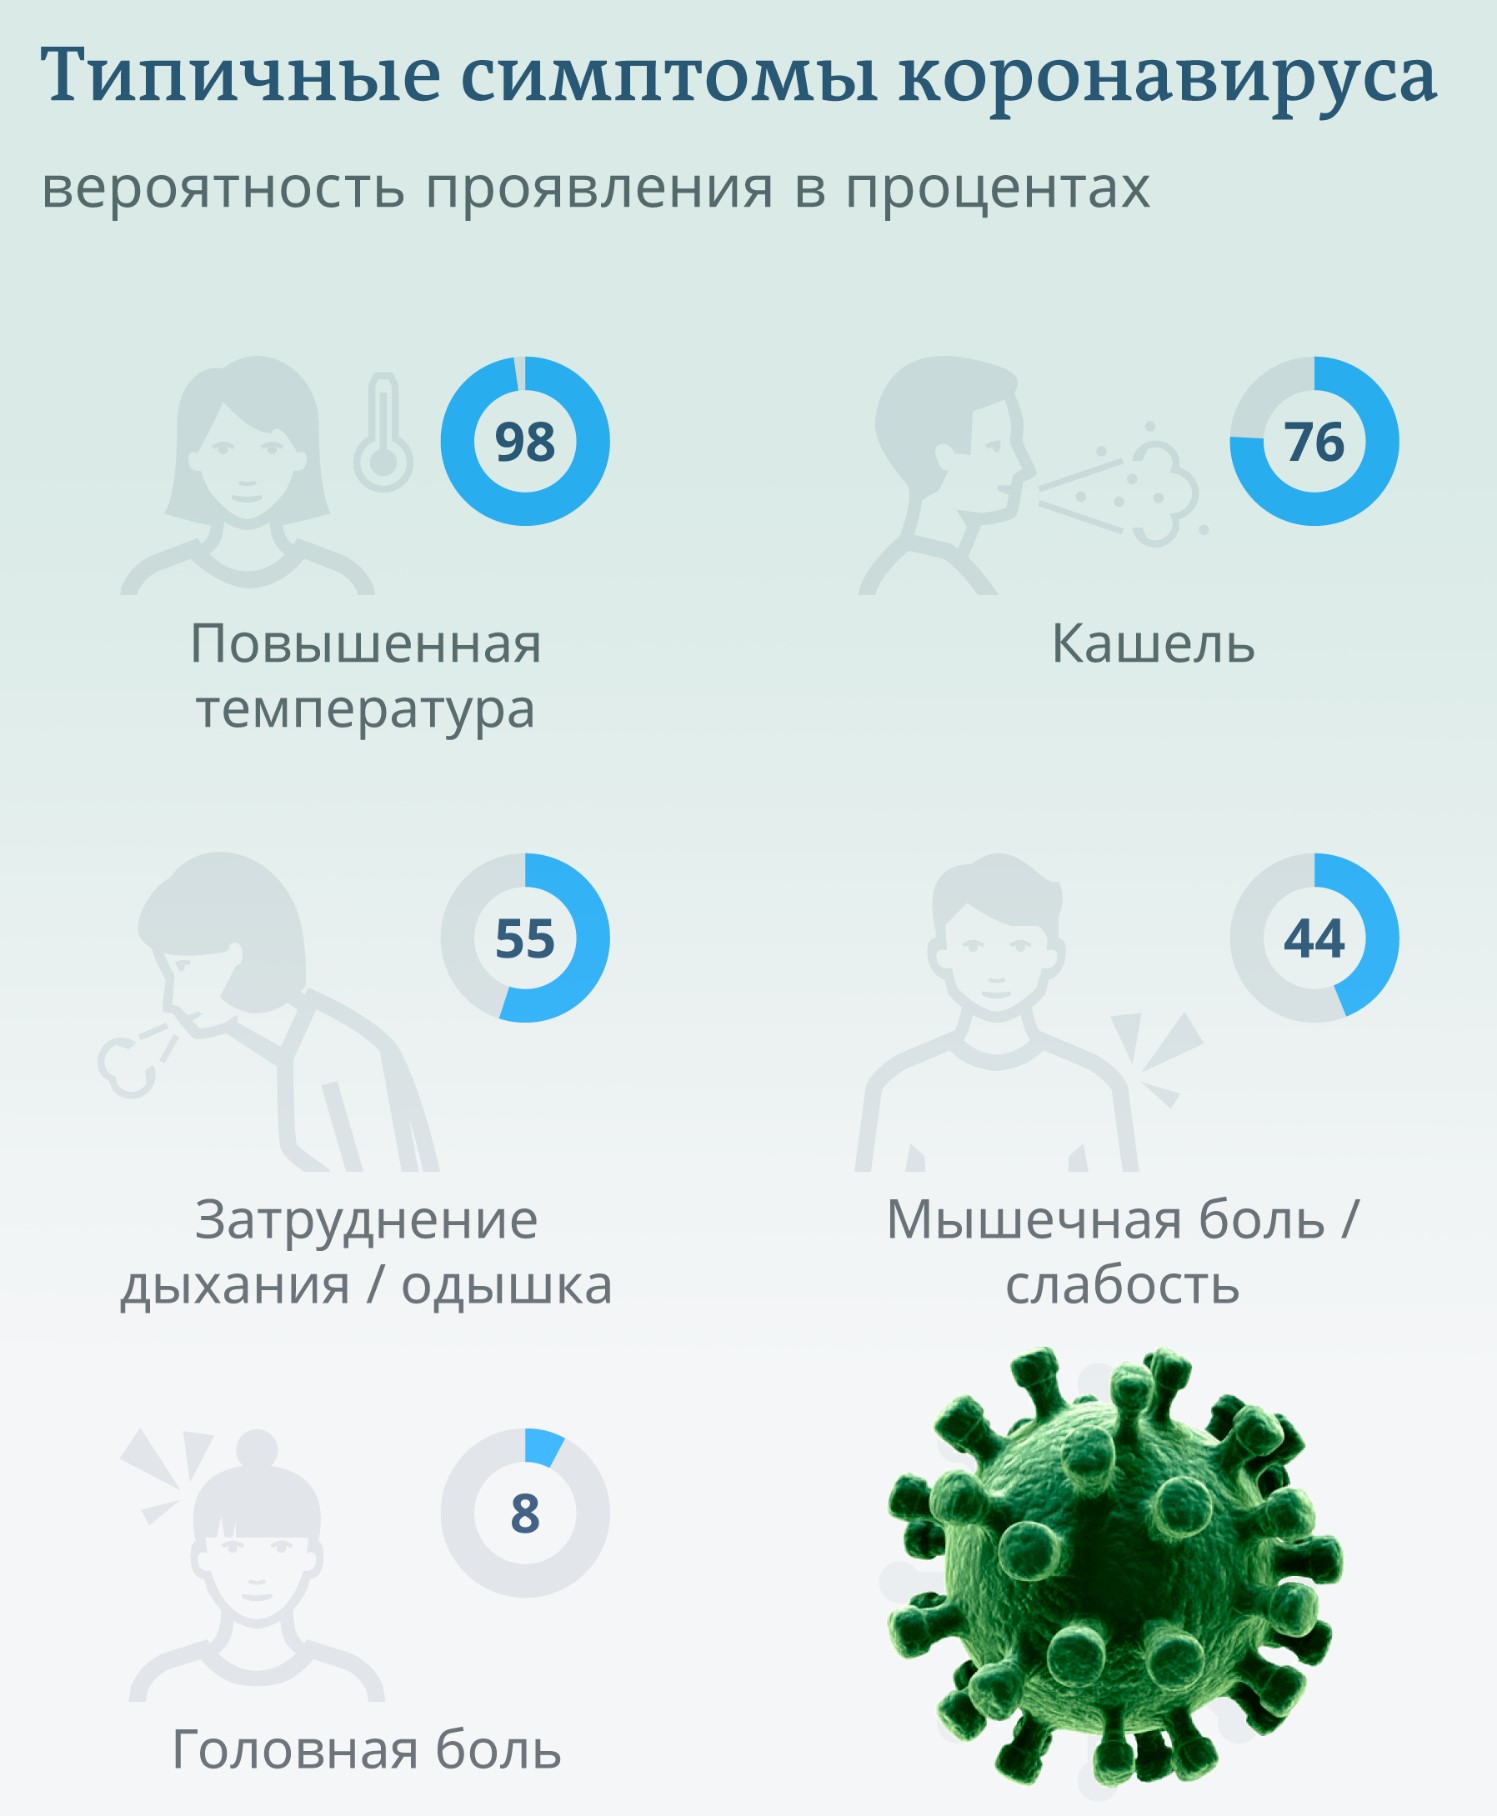 Типичные симптомы коронавируса
вероятность проявления в процентах
98
76
Повышенная
температура
Кашель
55
44
Затруднение
дыхания / одышка
Мышечная боль /
слабость
8
Головная боль